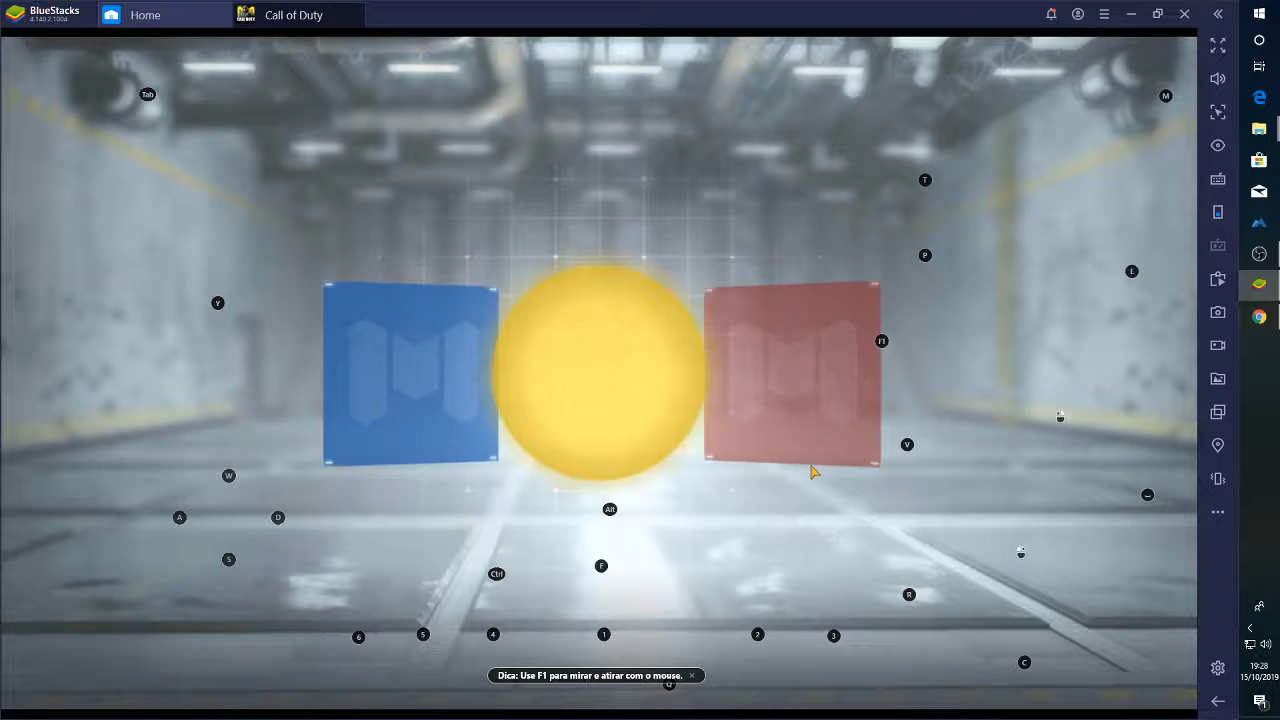 BlueStacks
4.140.2.1004
Home
Call of Duty
Tab
M
T
P
L
Y
F1
V
W
A
D
S
Alt
Ctrl
F
R
6
5
4
1
2
3
C
Dica: Use F1 para mirar e atirar com o mouse.
19:28
15/10/2019